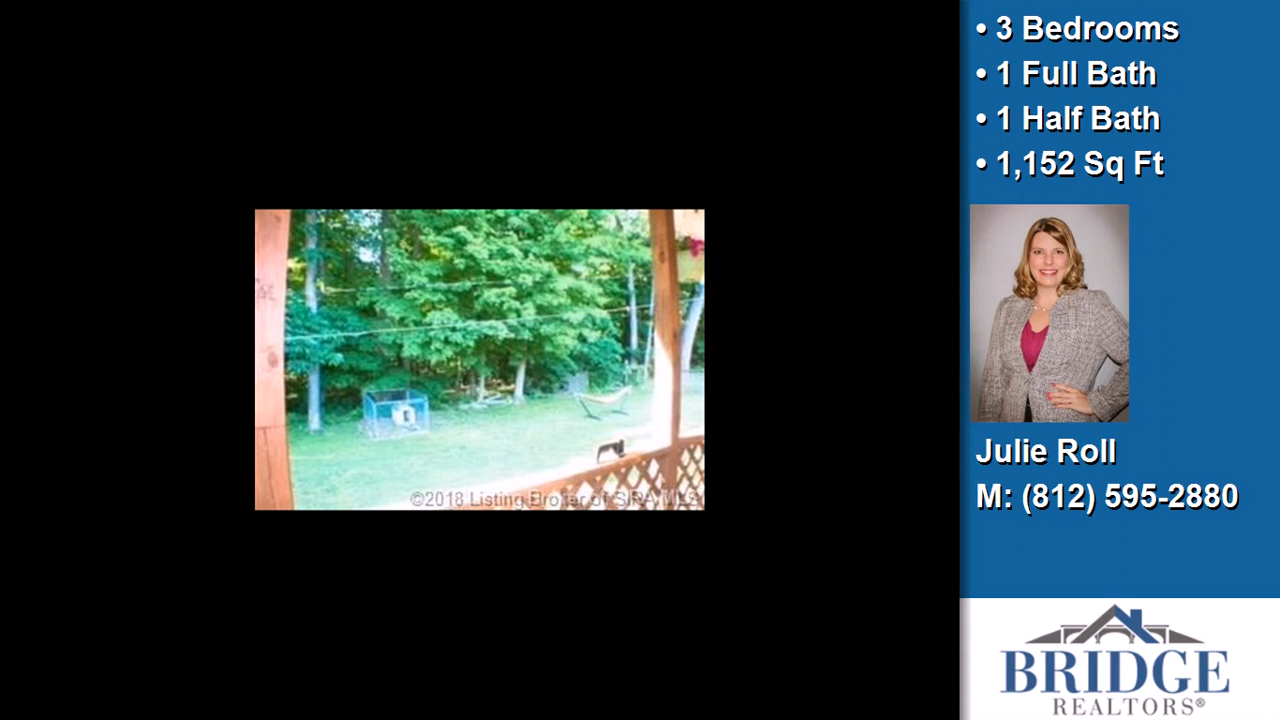 • 3 Bedrooms
• 1 Full Bath
• 1 Half Bath
• 1,152 Sq Ft
©2018 Listing Broker of SIRA MLS
Julie Roll
M: (812) 595-2880
BRIDGE
REALTORS®